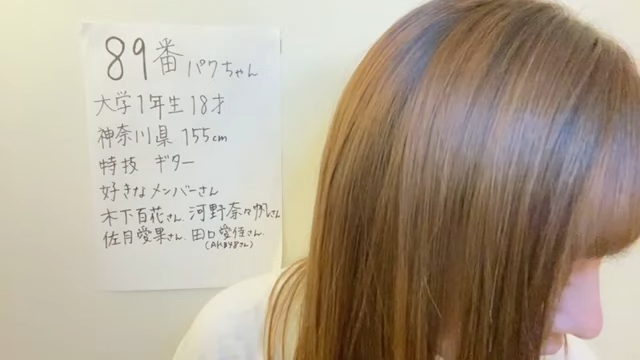 89番 パワちゃん
大学1年生 18才
神奈川県 155cm
特技 ギター
好きなメンバーさん
木下百花さん、河野奈々帆さん
佐月愛果さん、田口愛佳さん
(AKB48さん)